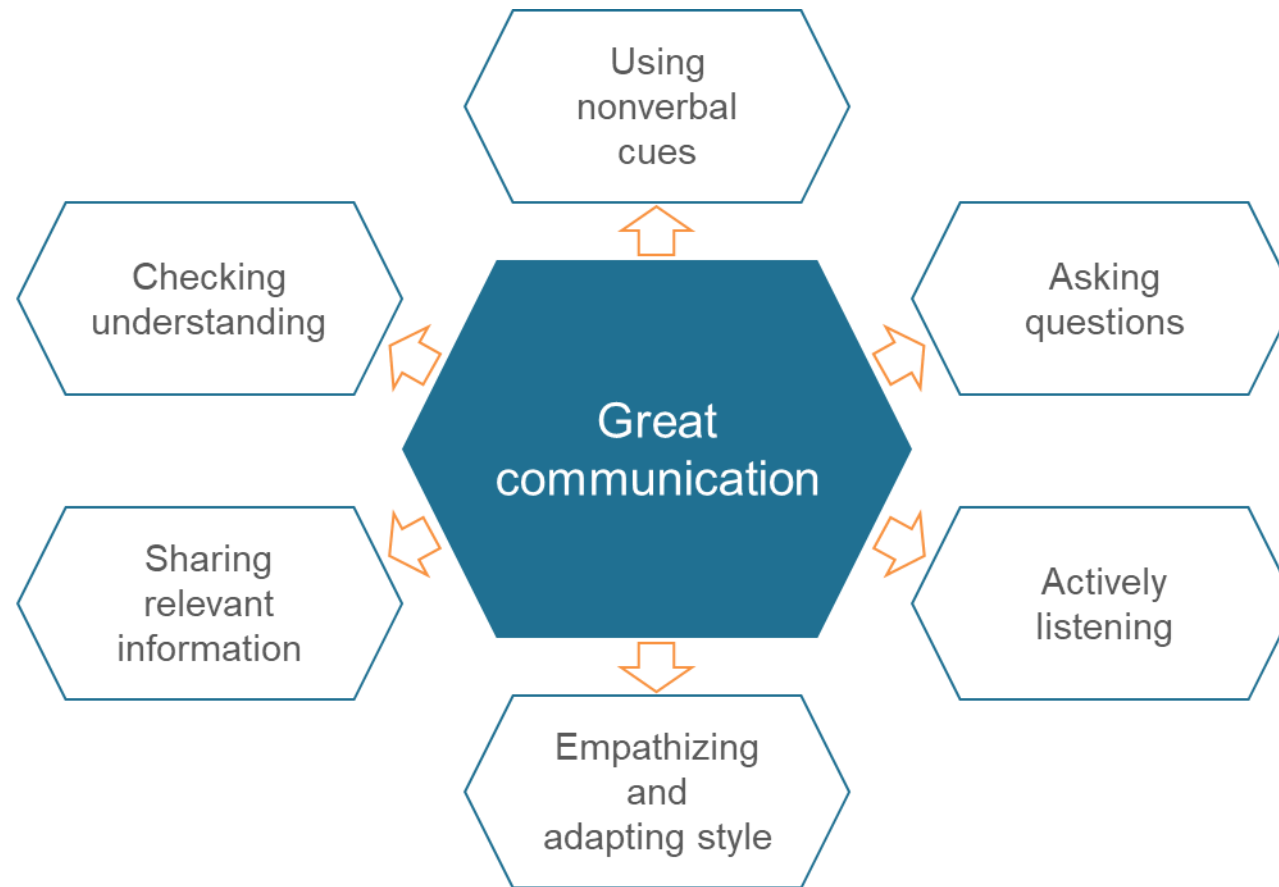 Using
nonverbal
cues
Checking
understanding
Asking
questions
Great
communication
Sharing
relevant
information
Actively
listening
Empathizing
and
adapting style